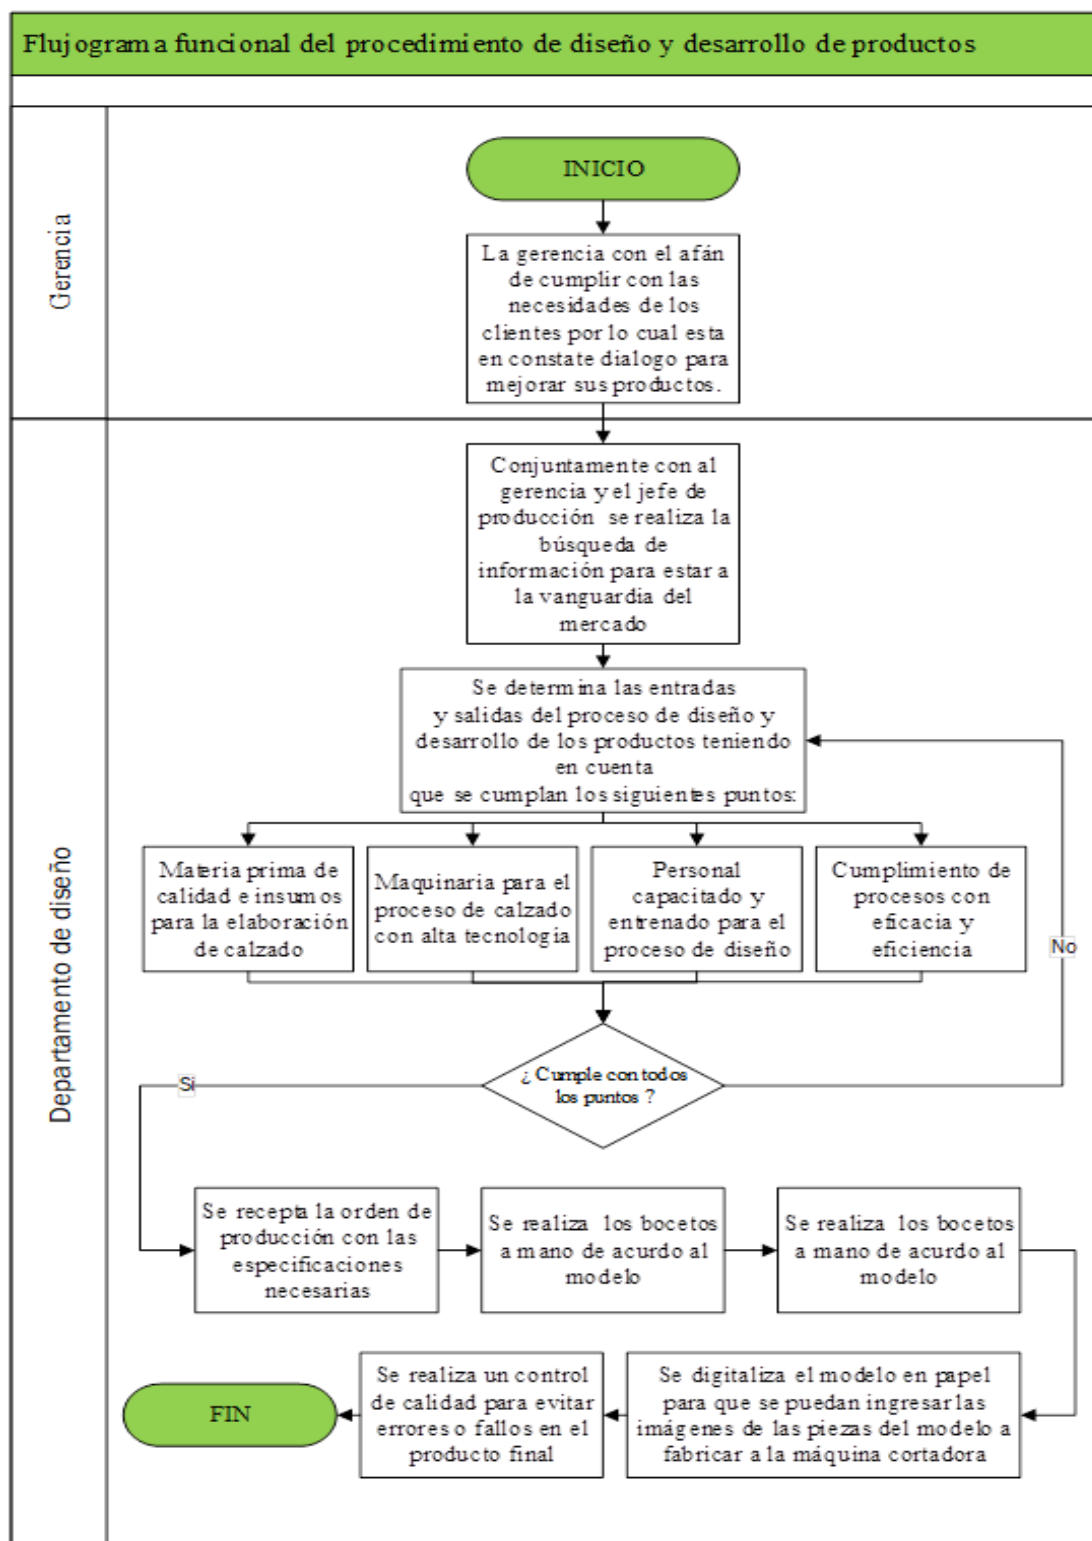 Flujograma funcional del procedimiento de diseño y desarrollo de productos
Gerencia
INICIO
La gerencia con el afán
de cumplir con las
necesidades de los
clientes por lo cual esta
en constate dialogo para
mejorar sus productos.
Departamento de diseño
Conjuntamente con al
gerencia y el jefe de
producción se realiza la
búsqueda de
información para estar a
la vanguardia del
mercado
Se determina las entradas
y salidas del proceso de diseño y
desarrollo de los productos teniendo
en cuenta
que se cumplan los siguientes puntos:
Materia prima de
calidad e insumos
para la elaboración
de calzado
Maquinaria para el
proceso de calzado
con alta tecnología
Personal
capacitado y
entrenado para el
proceso de diseño
Cumplimiento de
procesos con
eficacia y
eficiencia
No
¿ Cumple con todos
los puntos ?
Si
Se recepta la orden de
producción con las
especificaciones
necesarias
Se realiza los bocetos
a mano de acurdo al
modelo
Se realiza los bocetos
a mano de acurdo al
modelo
Se digitaliza el modelo en papel
para que se puedan ingresar las
imágenes de las piezas del modelo a
fabricar a la máquina cortadora
Se realiza un control
de calidad para evitar
errores o fallos en el
producto final
FIN